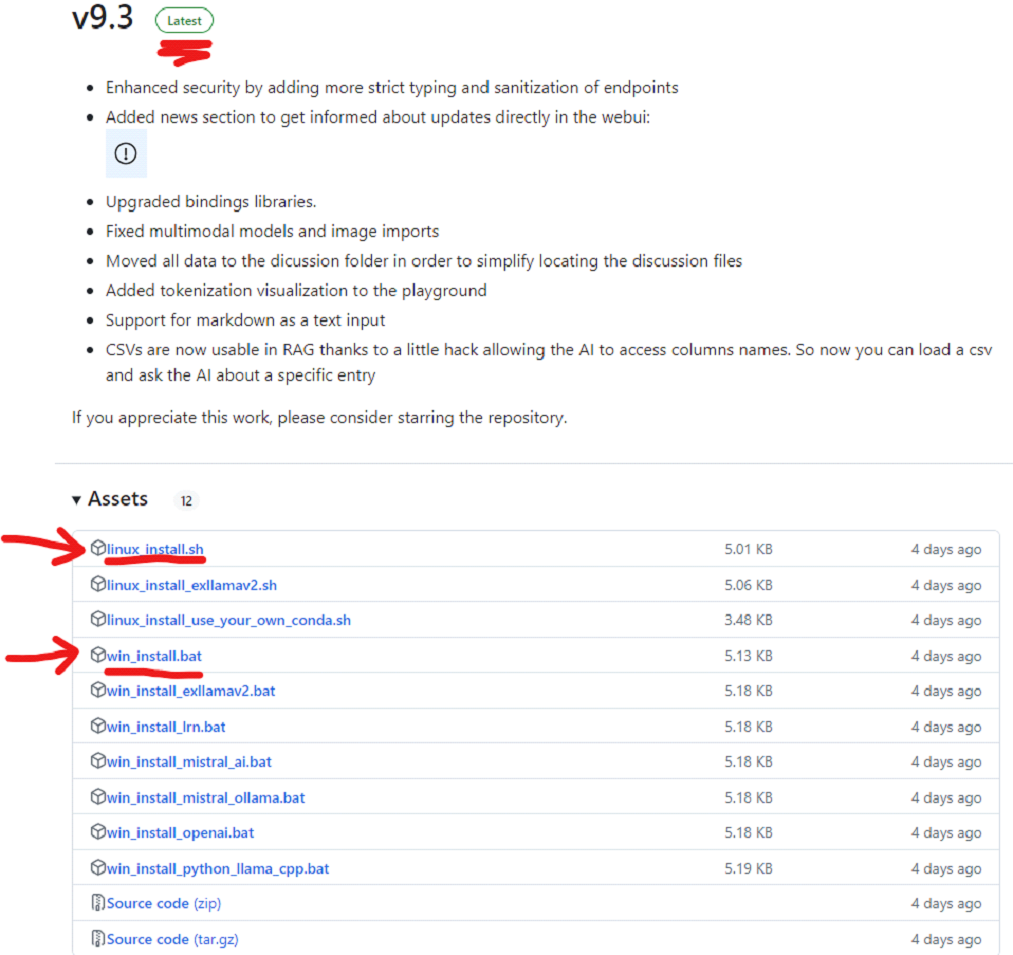 v9.3 Latest
Enhanced security by adding more strict typing and sanitization of endpoints
Added news section to get informed about updates directly in the webui:
Upgraded bindings libraries.
Fixed multimodal models and image imports
Moved all data to the dicussion folder in order to simplify locating the discussion files
Added tokenization visualization to the playground
Support for markdown as a text input
CSVs are now usable in RAG thanks to a little hack allowing the AI to access columns names. So now you can load a csv
and ask the AI about a specific entry
If you appreciate this work, please consider starring the repository.
Assets 12
linux_install.sh 5.01 KB 4 days ago
linux_install_exllamav2.sh 5.06 KB 4 days ago
linux_install_use_your_own_conda.sh 3.48 KB 4 days ago
win_install.bat 5.13 KB 4 days ago
win_install_exllamav2.bat 5.18 KB 4 days ago
win_install_lrn.bat 5.18 KB 4 days ago
win_install_mistral_ai.bat 5.18 KB 4 days ago
win_install_mistral_ollama.bat 5.18 KB 4 days ago
win_install_openai.bat 5.18 KB 4 days ago
win_install_python_llama_cpp.bat 5.19 KB 4 days ago
Source code (zip) 4 days ago
Source code (tar.gz) 4 days ago